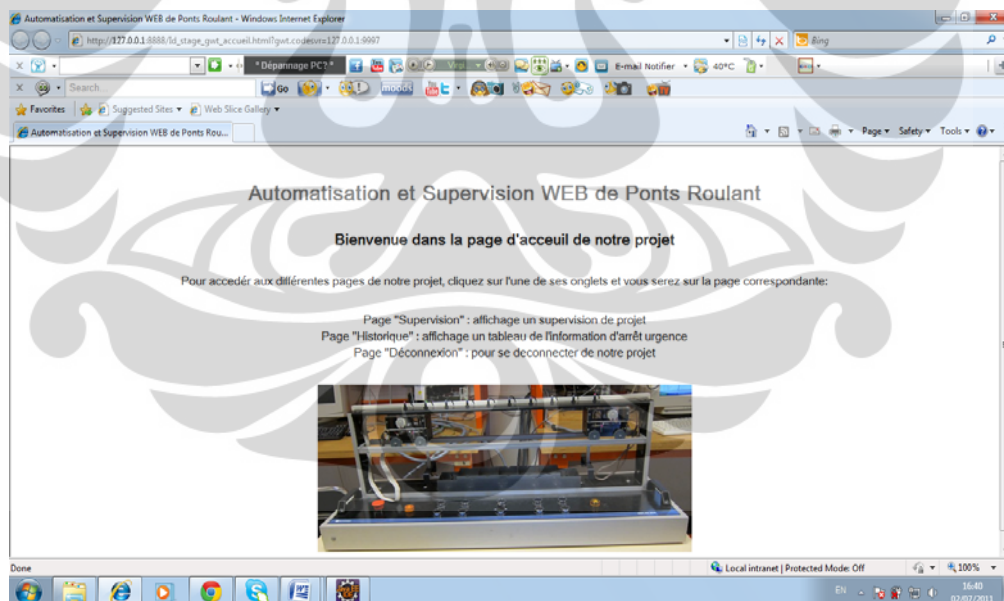 Automatisation et Supervision WEB de Ponts Roulant - Windows Internet Explorer
http://127.0.0.1:8888/Id_stage_gwt_accueil.html?gwt.codesvr=127.0.0.1:9997
Bing
*Dépannage PC?* E-mail Notifier 40°C
Search... Go moods
Favorites Suggested Sites Web Slice Gallery
Automatisation et Supervision WEB de Ponts Rou... Page Safety Tools
Automatisation et Supervision WEB de Ponts Roulant
Bienvenue dans la page d'acceuil de notre projet
Pour accedér aux différentes pages de notre projet, cliquez sur l'une de ses onglets et vous serez sur la page correspondante:
Page "Supervision" : affichage un supervision de projet
Page "Historique" : affichage un tableau de l'information d'arrêt urgence
Page "Déconnexion" : pour se deconnecter de notre projet
Done Local intranet | Protected Mode: Off 100%
EN 16:40
02/07/2011